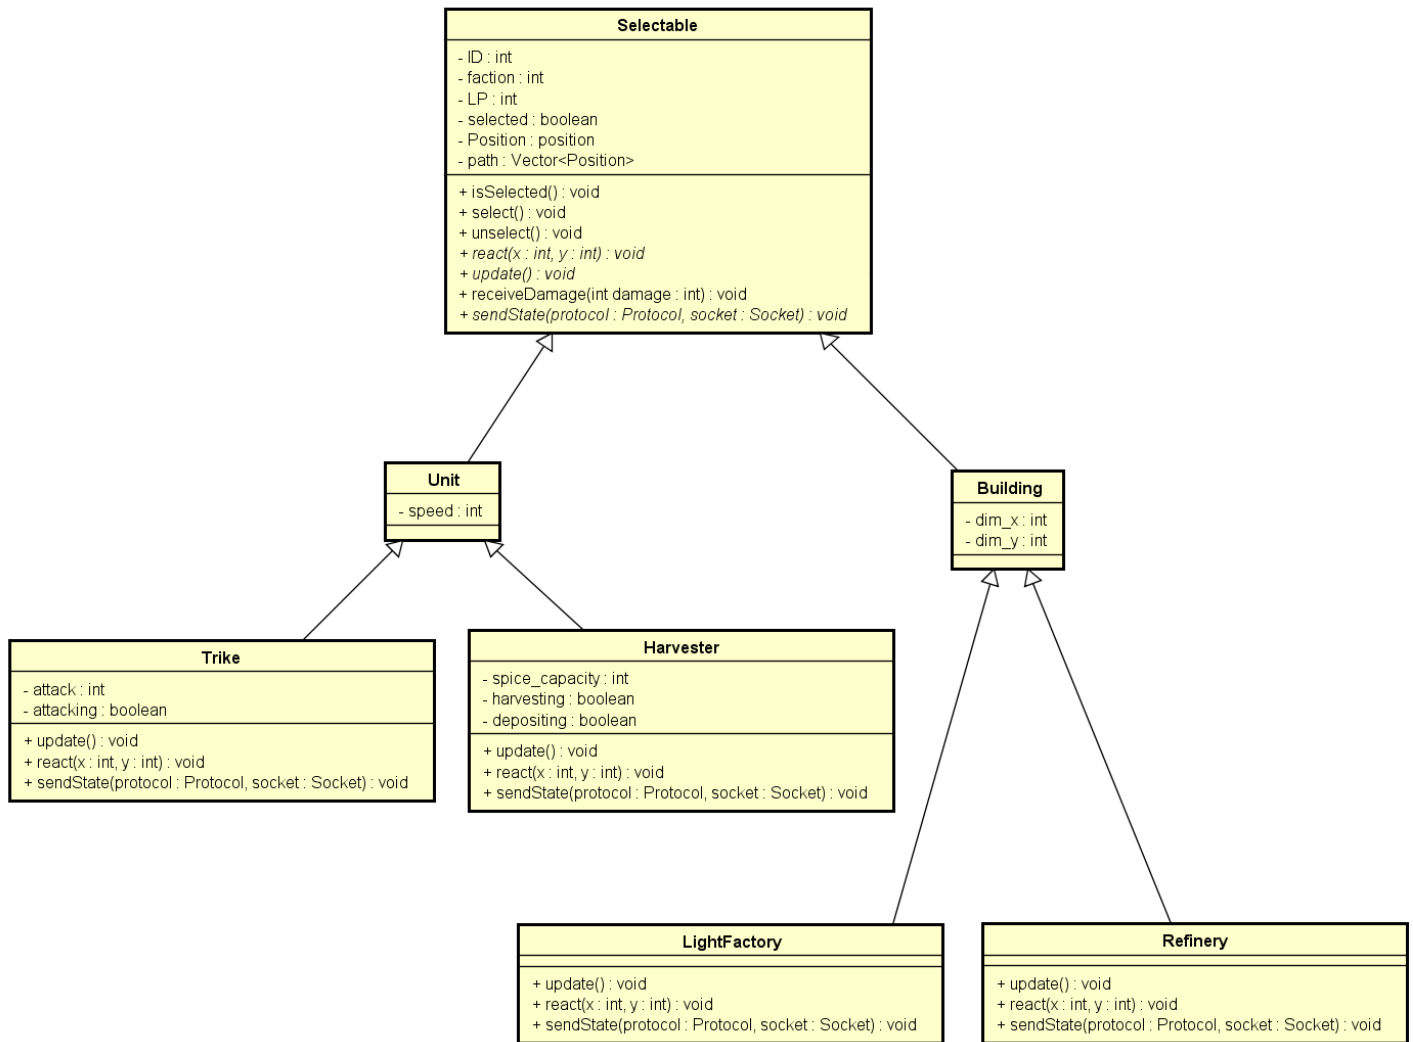 Selectable
- ID : int
- faction : int
- LP : int
- selected : boolean
- Position : position
- path : Vector<Position>
+ isSelected() : void
+ select() : void
+ unselect() : void
+ react(x : int, y : int) : void
+ update() : void
+ receiveDamage(int damage : int) : void
+ sendState(protocol : Protocol, socket : Socket) : void
Unit
- speed : int
Building
- dim_x : int
- dim_y : int
Trike
- attack : int
- attacking : boolean
+ update() : void
+ react(x : int, y : int) : void
+ sendState(protocol : Protocol, socket : Socket) : void
Harvester
- spice_capacity : int
- harvesting : boolean
- depositing : boolean
+ update() : void
+ react(x : int, y : int) : void
+ sendState(protocol : Protocol, socket : Socket) : void
LightFactory
+ update() : void
+ react(x : int, y : int) : void
+ sendState(protocol : Protocol, socket : Socket) : void
Refinery
+ update() : void
+ react(x : int, y : int) : void
+ sendState(protocol : Protocol, socket : Socket) : void